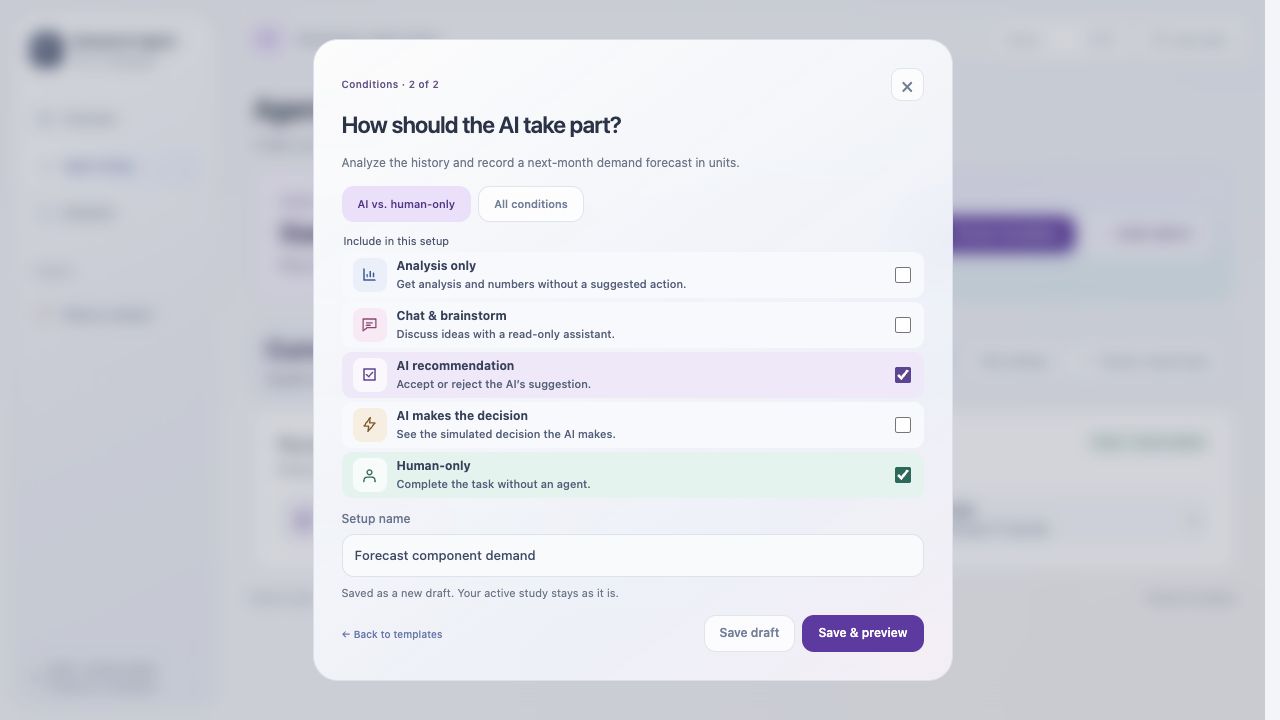 Conditions · 2 of 2
How should the AI take part?
Analyze the history and record a next-month demand forecast in units.
AI vs. human-only
All conditions
Include in this setup
Analysis only
Get analysis and numbers without a suggested action.
Chat & brainstorm
Discuss ideas with a read-only assistant.
AI recommendation
Accept or reject the AI’s suggestion.
AI makes the decision
See the simulated decision the AI makes.
Human-only
Complete the task without an agent.
Setup name
Forecast component demand
Saved as a new draft. Your active study stays as it is.
← Back to templates
Save draft
Save & preview